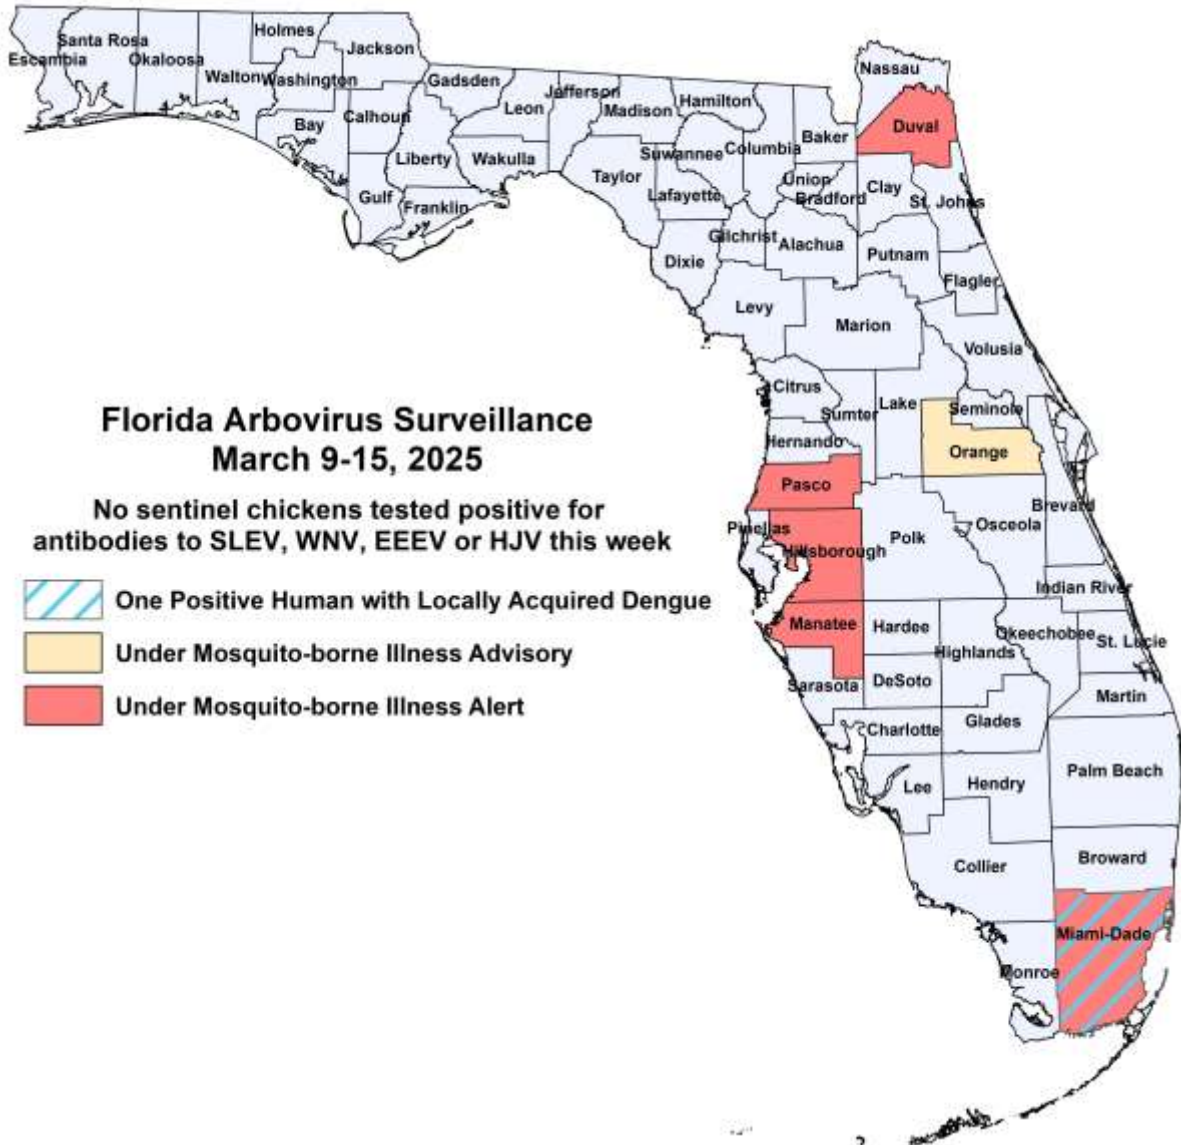 Holmes
Santa Rosa
Jackson
Escambia
Okaloosa
Walton
Washington
Gadsden
Jefferson
Leon
Madison
Hamilton
Nassau
Duval
Bay
Calhoun
Liberty
Wakulla
Suwannee
Columbia
Baker
Taylor
Lafayette
Union
Bradford
Clay
St. Johns
Gulf
Franklin
Gilchrist
Alachua
Putnam
Dixie
Flagler
Levy
Marion
Volusia
Citrus
Sumter
Lake
Seminole
Hernando
Orange
Florida Arbovirus Surveillance
March 9-15, 2025
No sentinel chickens tested positive for
antibodies to SLEV, WNV, EEEV or HJV this week
One Positive Human with Locally Acquired Dengue
Under Mosquito-borne Illness Advisory
Under Mosquito-borne Illness Alert
Pasco
Brevard
Pinellas
Hillsborough
Polk
Osceola
Indian River
Manatee
Hardee
Okeechobee
St. Lucie
Highlands
Sarasota
DeSoto
Martin
Charlotte
Glades
Lee
Hendry
Palm Beach
Collier
Broward
Miami-Dade
Monroe